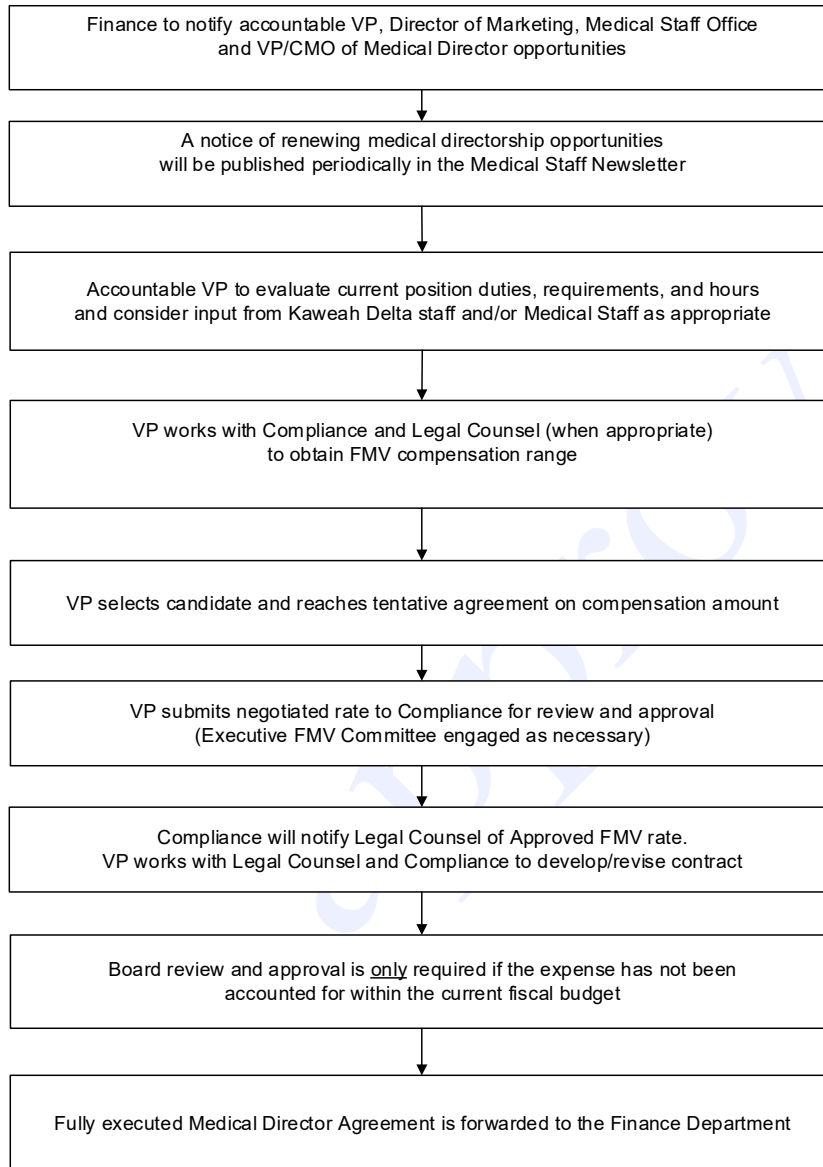 Finance to notify accountable VP, Director of Marketing, Medical Staff Office
and VP/CMO of Medical Director opportunities
A notice of renewing medical directorship opportunities
will be published periodically in the Medical Staff Newsletter
Accountable VP to evaluate current position duties, requirements, and hours
and consider input from Kaweah Delta staff and/or Medical Staff as appropriate
VP works with Compliance and Legal Counsel (when appropriate)
to obtain FMV compensation range
VP selects candidate and reaches tentative agreement on compensation amount
VP submits negotiated rate to Compliance for review and approval
(Executive FMV Committee engaged as necessary)
Compliance will notify Legal Counsel of Approved FMV rate.
VP works with Legal Counsel and Compliance to develop/revise contract
Board review and approval is only required if the expense has not been
accounted for within the current fiscal budget
Fully executed Medical Director Agreement is forwarded to the Finance Department